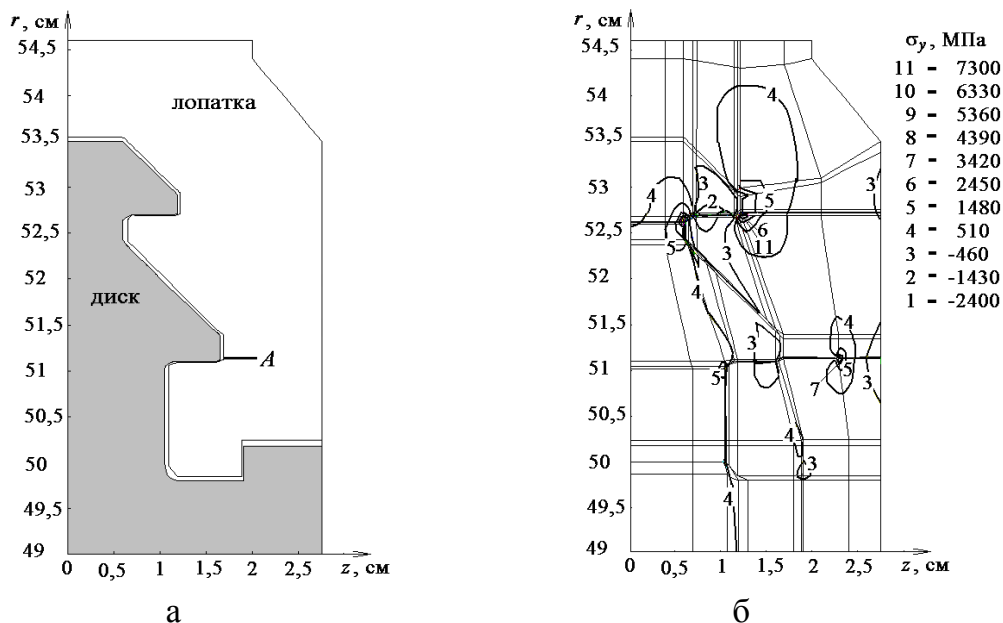 r, см
54,5
54
53,5
53
52,5
52
51,5
51
50,5
50
49,5
49
0 0,5 1 1,5 2 2,5 z, см
лопатка
диск
A
а
r, см
54,5
54
53,5
53
52,5
52
51,5
51
50,5
50
49,5
49
0 0,5 1 1,5 2 2,5 z, см
4
4 3 2 5 3
6
5 11
3
4 4
3
5 5
7 3
4
3
4
б
σy, МПа
11 - 7300
10 - 6330
9 - 5360
8 - 4390
7 - 3420
6 - 2450
5 - 1480
4 - 510
3 - -460
2 - -1430
1 - -2400